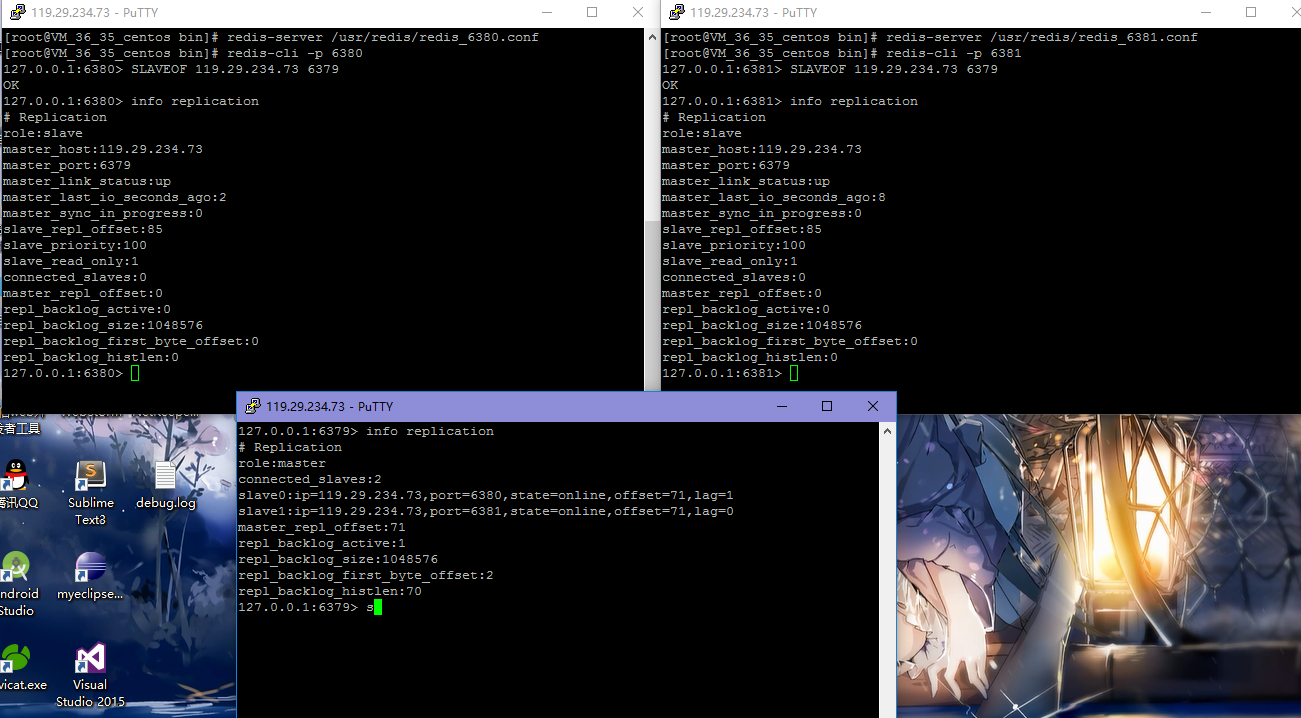 119.29.234.73 - PuTTY
[root@VM_36_35_centos bin]# redis-server /usr/redis/redis_6380.conf
[root@VM_36_35_centos bin]# redis-cli -p 6380
127.0.0.1:6380> SLAVEOF 119.29.234.73 6379
OK
127.0.0.1:6380> info replication
# Replication
role:slave
master_host:119.29.234.73
master_port:6379
master_link_status:up
master_last_io_seconds_ago:2
master_sync_in_progress:0
slave_repl_offset:85
slave_priority:100
slave_read_only:1
connected_slaves:0
master_repl_offset:0
repl_backlog_active:0
repl_backlog_size:1048576
repl_backlog_first_byte_offset:0
repl_backlog_histlen:0
127.0.0.1:6380>
119.29.234.73 - PuTTY
[root@VM_36_35_centos bin]# redis-server /usr/redis/redis_6381.conf
[root@VM_36_35_centos bin]# redis-cli -p 6381
127.0.0.1:6381> SLAVEOF 119.29.234.73 6379
OK
127.0.0.1:6381> info replication
# Replication
role:slave
master_host:119.29.234.73
master_port:6379
master_link_status:up
master_last_io_seconds_ago:8
master_sync_in_progress:0
slave_repl_offset:85
slave_priority:100
slave_read_only:1
connected_slaves:0
master_repl_offset:0
repl_backlog_active:0
repl_backlog_size:1048576
repl_backlog_first_byte_offset:0
repl_backlog_histlen:0
127.0.0.1:6381>
119.29.234.73 - PuTTY
127.0.0.1:6379> info replication
# Replication
role:master
connected_slaves:2
slave0:ip=119.29.234.73,port=6380,state=online,offset=71,lag=1
slave1:ip=119.29.234.73,port=6381,state=online,offset=71,lag=0
master_repl_offset:71
repl_backlog_active:1
repl_backlog_size:1048576
repl_backlog_first_byte_offset:2
repl_backlog_histlen:70
127.0.0.1:6379> s
者工具
腾讯QQ
Sublime
Text3
debug.log
ndroid
Studio
myeclipse...
vicat.exe
Visual
Studio 2015